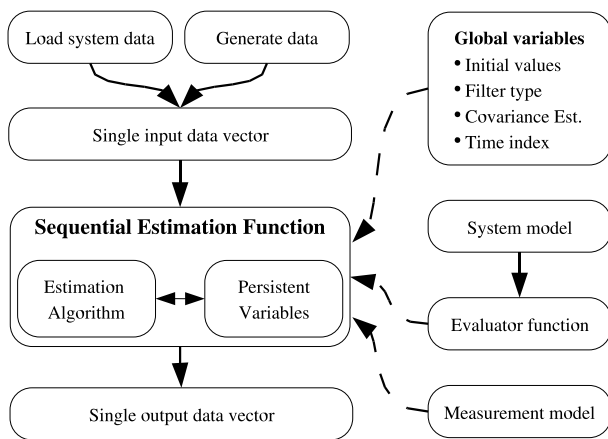 Load system data
Generate data
Single input data vector
Sequential Estimation Function
Estimation
Algorithm
Persistent
Variables
Single output data vector
Global variables
• Initial values
• Filter type
• Covariance Est.
• Time index
System model
Evaluator function
Measurement model